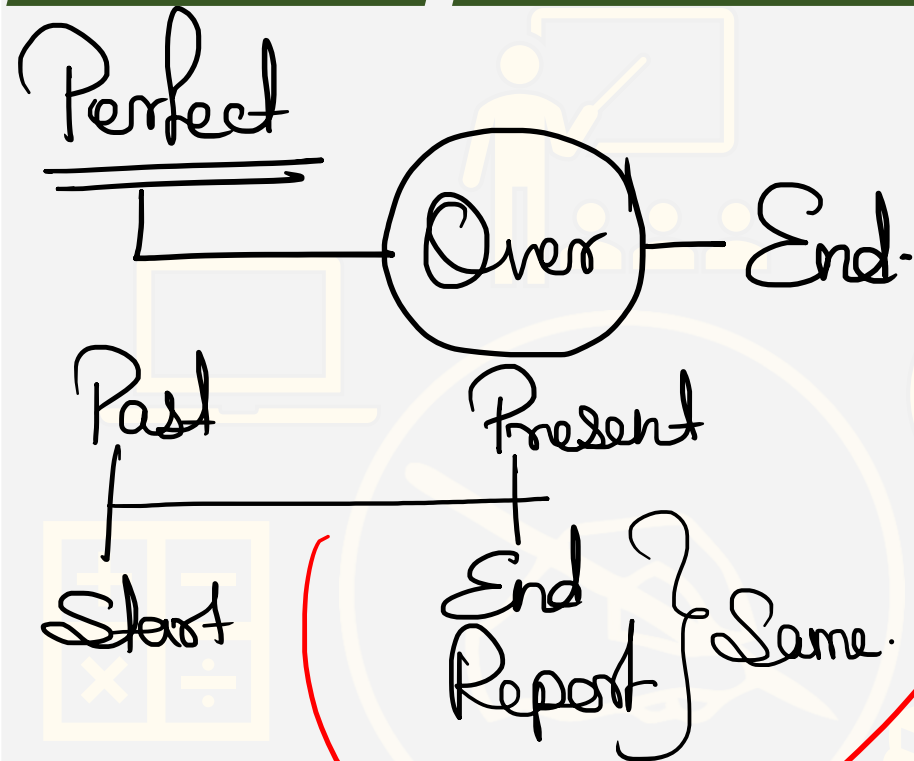 Perfect
Over End.
Past Present
Start End
Report Same.